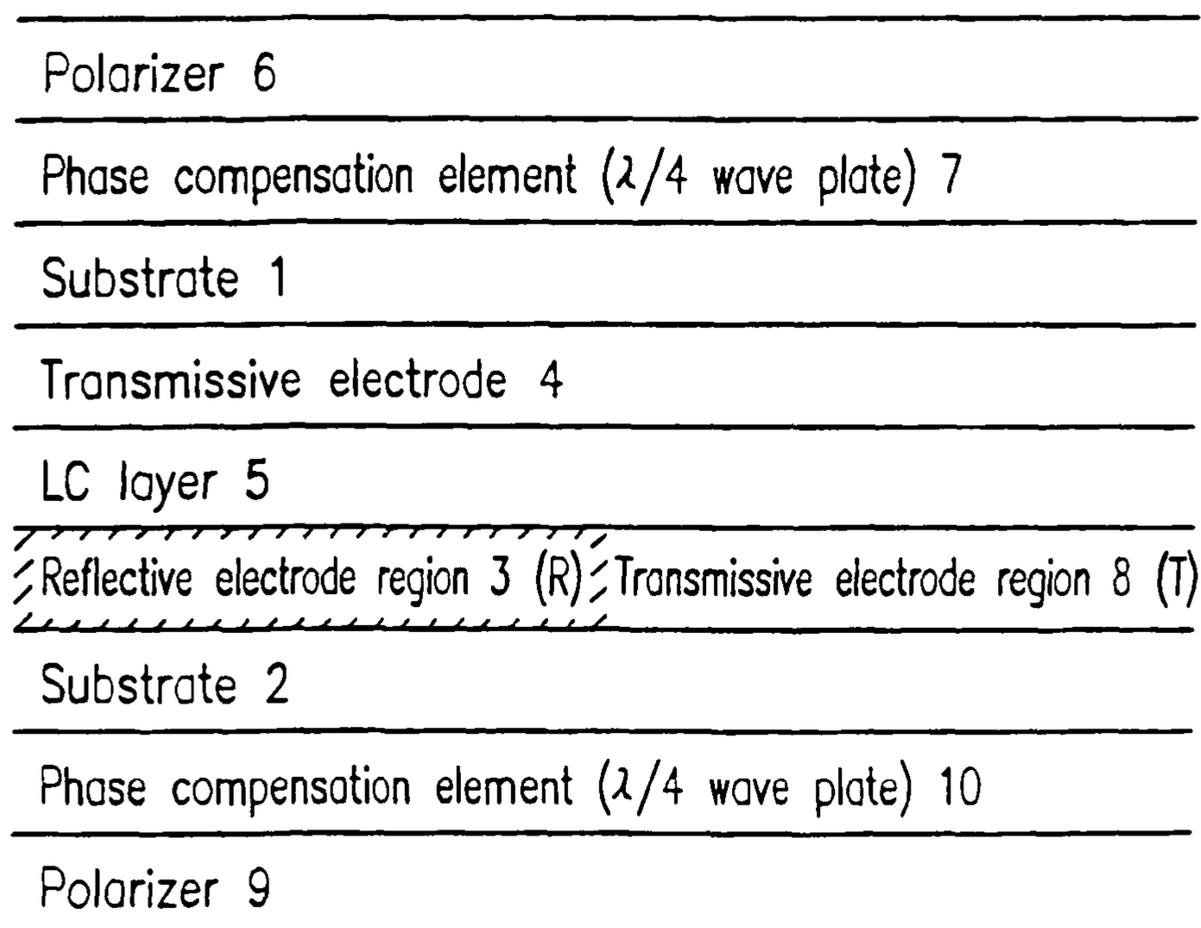 Polarizer 6
Phase compensation element (λ/4 wave plate) 7
Substrate 1
Transmissive electrode 4
LC layer 5
Reflective electrode region 3 (R) Transmissive electrode region 8 (T)
Substrate 2
Phase compensation element (λ/4 wave plate) 10
Polarizer 9